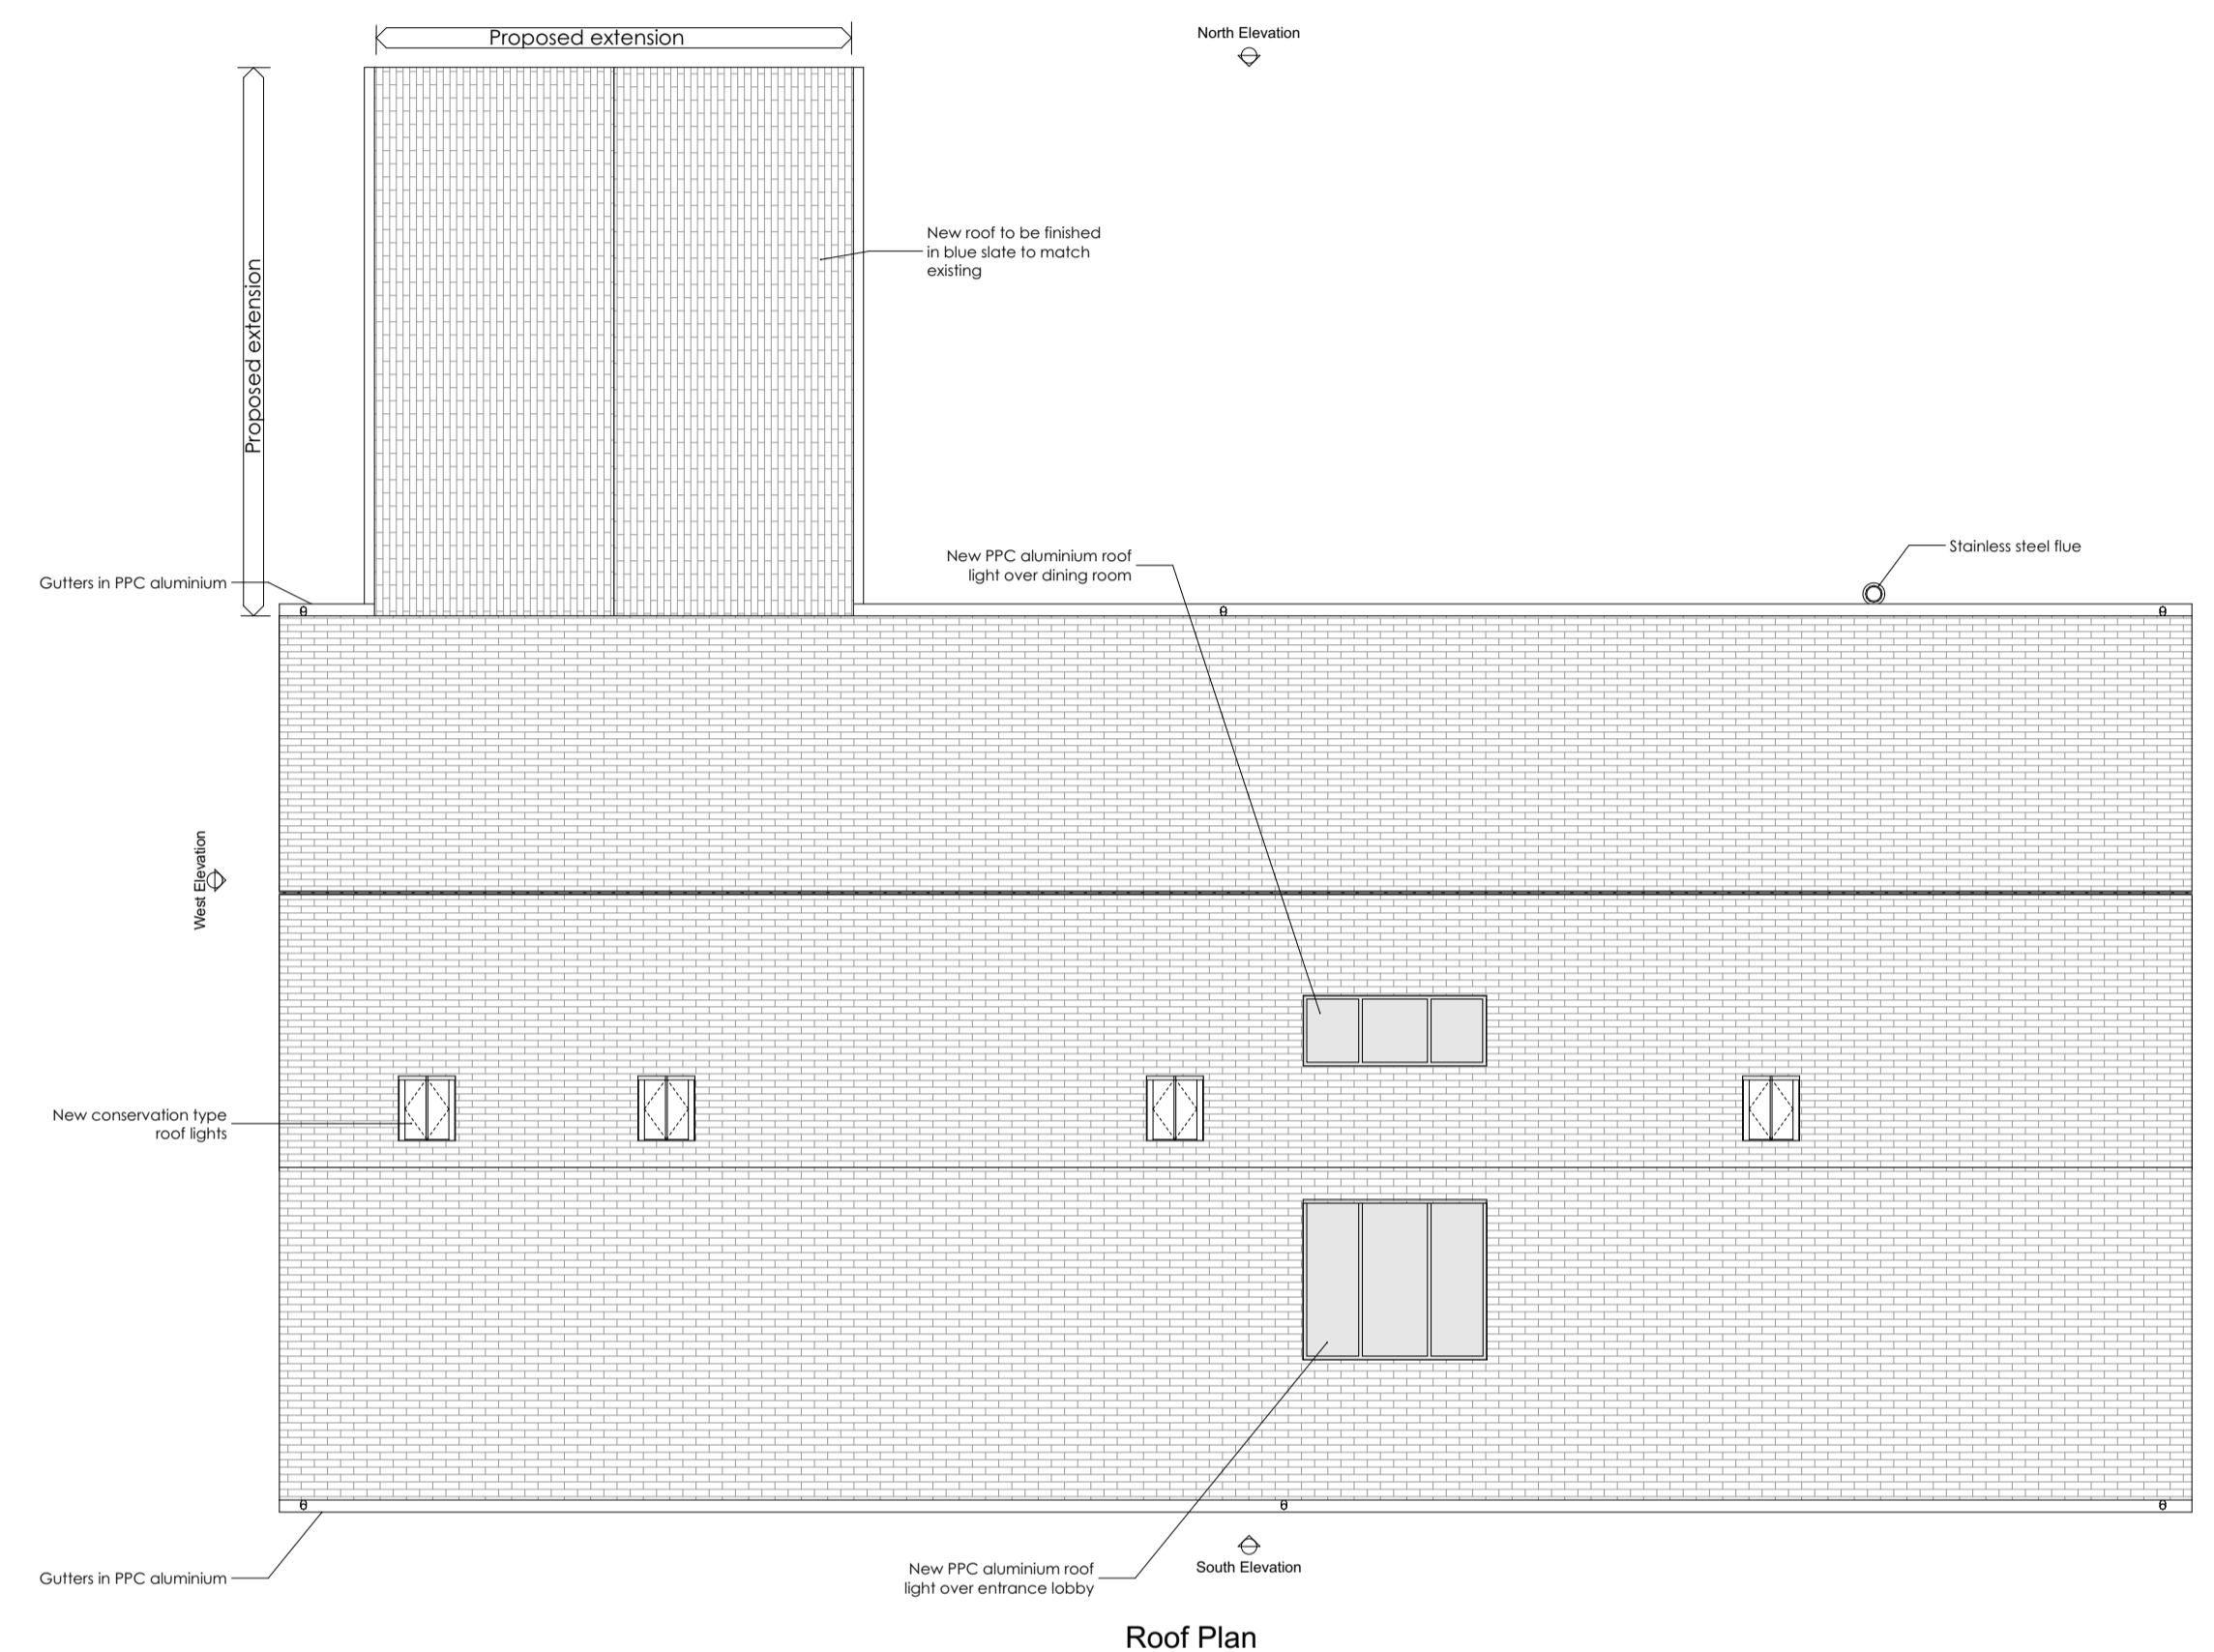 Proposed extension
North Elevation
Proposed extension
New roof to be finished
in blue slate to match
existing
New PPC aluminium roof
light over dining room
Stainless steel flue
Gutters in PPC aluminium
West Elevation
New conservation type
roof lights
Gutters in PPC aluminium
New PPC aluminium roof
light over entrance lobby
South Elevation
Roof Plan